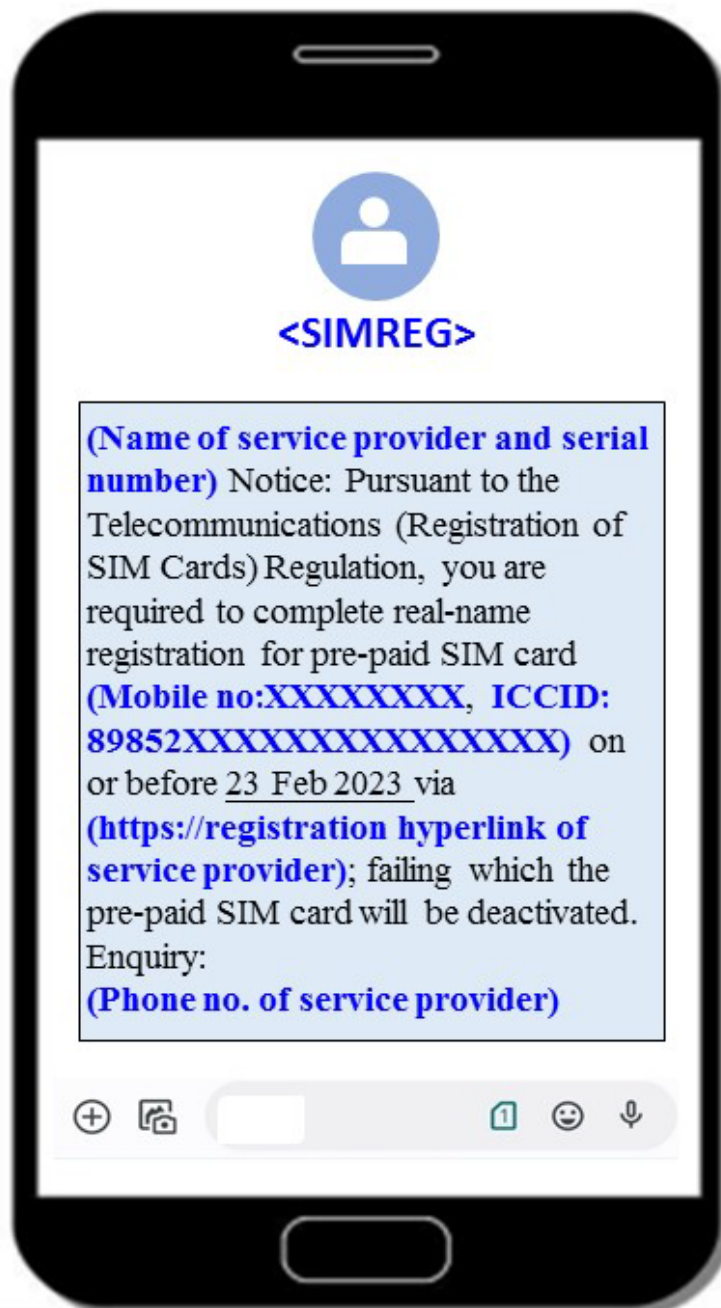 <SIMREG>
(Name of service provider and serial
number) Notice: Pursuant to the
Telecommunications (Registration of
SIM Cards) Regulation, you are
required to complete real-name
registration for pre-paid SIM card
(Mobile no:XXXXXXXX, ICCID:
89852XXXXXXXXXXXXXXX) on
or before 23 Feb 2023 via
(https://registration hyperlink of
service provider); failing which the
pre-paid SIM card will be deactivated.
Enquiry:
(Phone no. of service provider)
1